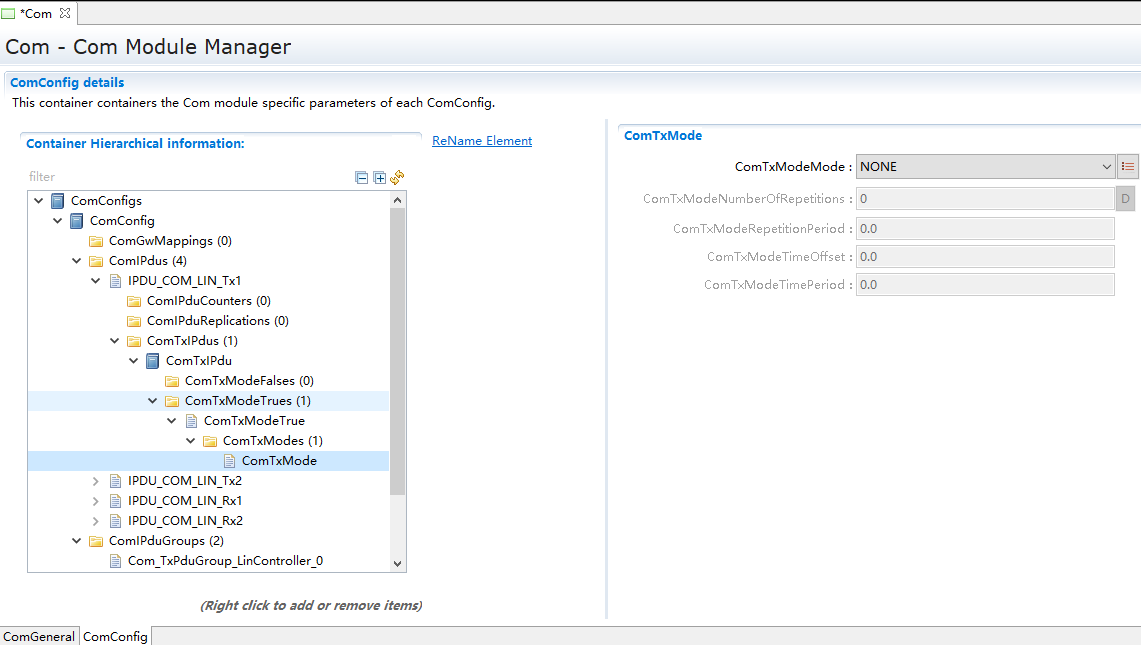 *Com
Com - Com Module Manager
ComConfig details
This container containers the Com module specific parameters of each ComConfig.
Container Hierarchical information:
ReName Element
filter
ComConfigs
ComConfig
ComGwMappings (0)
ComIPdus (4)
IPDU_COM_LIN_Tx1
ComIPduCounters (0)
ComIPduReplications (0)
ComTxIPdus (1)
ComTxIPdu
ComTxModeFalses (0)
ComTxModeTrues (1)
ComTxModeTrue
ComTxModes (1)
ComTxMode
IPDU_COM_LIN_Tx2
IPDU_COM_LIN_Rx1
IPDU_COM_LIN_Rx2
ComIPduGroups (2)
Com_TxPduGroup_LinController_0
(Right click to add or remove items)
ComTxMode
ComTxModeMode : NONE
ComTxModeNumberOfRepetitions : 0 D
ComTxModeRepetitionPeriod : 0.0
ComTxModeTimeOffset : 0.0
ComTxModeTimePeriod : 0.0
ComGeneral ComConfig